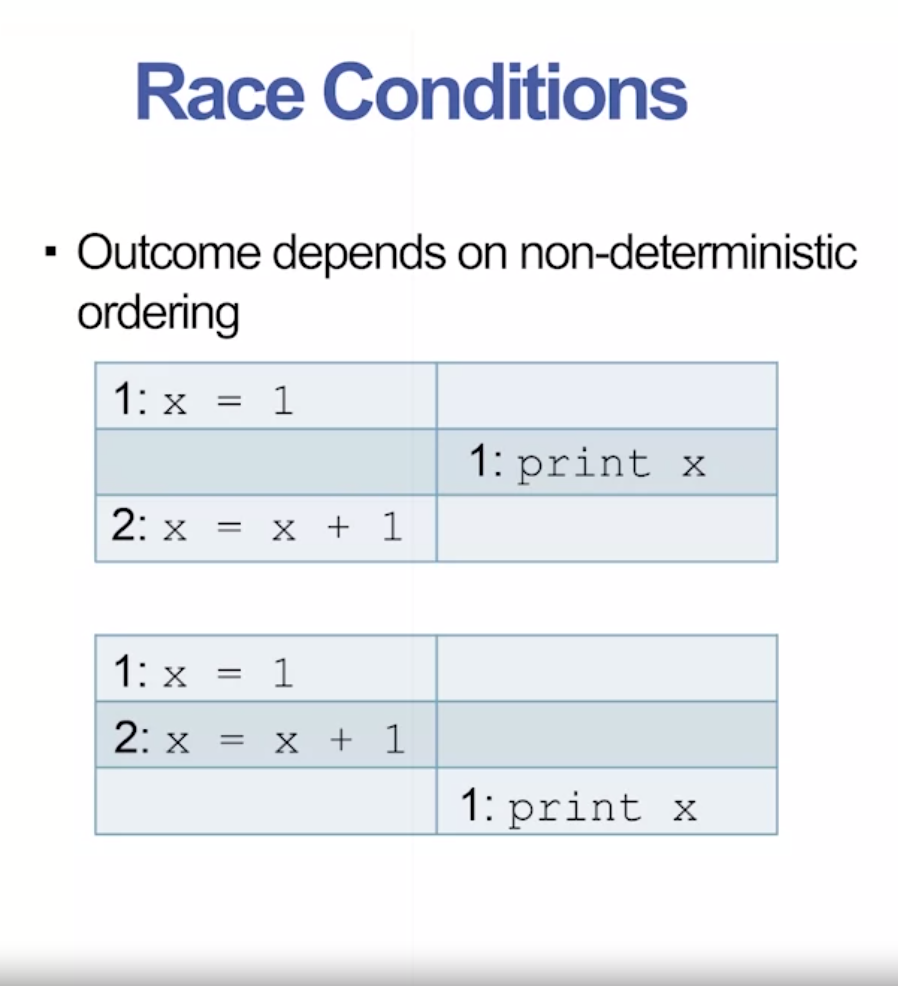 Race Conditions
▪ Outcome depends on non-deterministic
ordering
1: x = 1
1: print x
2: x = x + 1
1: x = 1
2: x = x + 1
1: print x